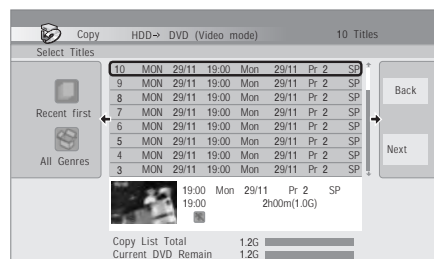 Copy HDD→ DVD (Video mode) 10 Titles
Select Titles
10 MON 29/11 19:00 Mon 29/11 Pr 2 SP
9 MON 29/11 19:00 Mon 29/11 Pr 2 SP
8 MON 29/11 19:00 Mon 29/11 Pr 2 SP
7 MON 29/11 19:00 Mon 29/11 Pr 2 SP
6 MON 29/11 19:00 Mon 29/11 Pr 2 SP
5 MON 29/11 19:00 Mon 29/11 Pr 2 SP
4 MON 29/11 19:00 Mon 29/11 Pr 2 SP
3 MON 29/11 19:00 Mon 29/11 Pr 2 SP
Recent first
All Genres
Back
Next
19:00 Mon 29/11 Pr 2 SP
19:00 2h00m(1.0G)
Copy List Total 1.2G
Current DVD Remain 1.2G